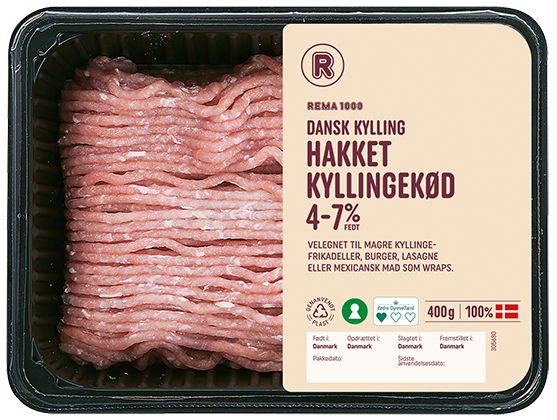 R
REMA 1000
DANSK KYLLING
HAKKET
KYLLINGEKØD
4-7% FEDT
VELEGNET TIL MAGRE KYLLINGE-
FRIKADELLER, BURGER, LASAGNE
ELLER MEXICANSK MAD SOM WRAPS.
GENANVENDT PLAST
Bedre Dyrevelfærd
400g 100%
Født i: Opdrættet i: Slagtet i: Fremstillet i:
Danmark Danmark Danmark Danmark
Pakkedato: Sidste
anvendelsesdato:
305680